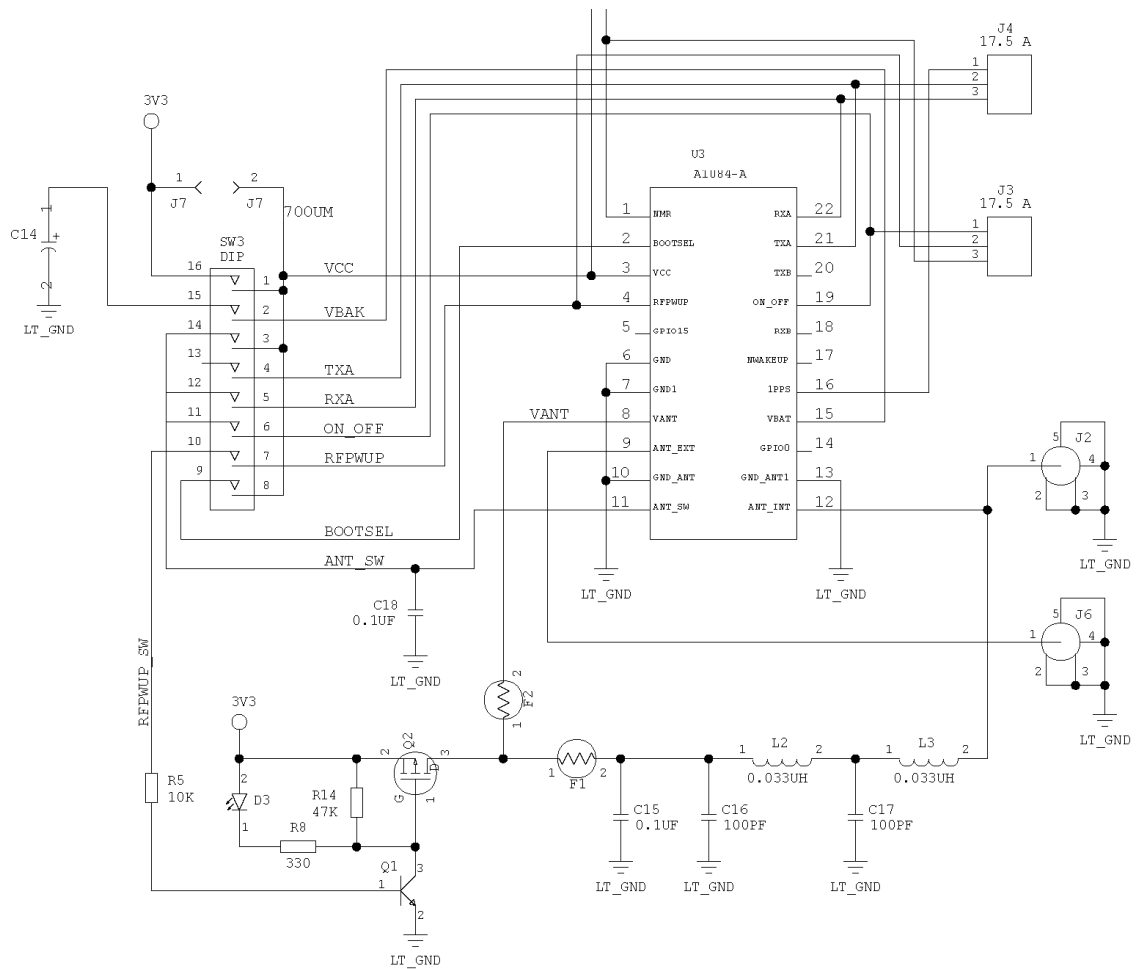 J4
17.5 A
1
2
3
3V3
U3
A1084-A
1
2
J7
J7
700UM
J3
17.5 A
1
2
3
C14
1
+
2
LT_GND
SW3
DIP
16
1
15
2
14
3
13
4
12
5
11
6
10
7
9
8
VCC
VBAK
TXA
RXA
ON_OFF
RFPWUP
BOOTSEL
ANT_SW
VANT
1
NMR
RXA
22
2
BOOTSEL
TXA
21
3
VCC
TXB
20
4
RFPWUP
ON_OFF
19
5
GPIO15
RXB
18
6
GND
NWAKEUP
17
7
GND1
1PPS
16
8
VANT
VBAT
15
9
ANT_EXT
GPIO0
14
10
GND_ANT
GND_ANT1
13
11
ANT_SW
ANT_INT
12
LT_GND
LT_GND
J2
5
1
4
2
3
LT_GND
J6
5
1
4
2
3
LT_GND
C18
0.1UF
LT_GND
RFPWUP_SW
3V3
2
F2
1
2
Q2
3
D
G
1
1
2
F1
1
L2
2
0.033UH
1
L3
2
0.033UH
R5
10K
2
D3
1
R14
47K
R8
330
C15
0.1UF
C16
100PF
C17
100PF
LT_GND
LT_GND
LT_GND
Q1
1
3
2
LT_GND